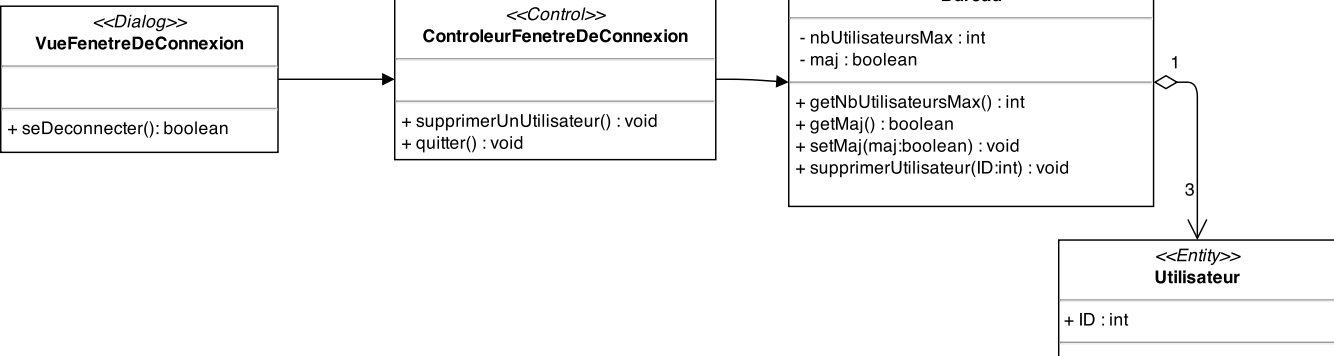 <<Dialog>>
VueFenetreDeConnexion
+ seDeconnecter(): boolean
<<Control>>
ControleurFenetreDeConnexion
+ supprimerUnUtilisateur() : void
+ quitter() : void
- nbUtilisateursMax : int
- maj : boolean
+ getNbUtilisateursMax() : int
+ getMaj() : boolean
+ setMaj(maj:boolean) : void
+ supprimerUtilisateur(ID:int) : void
1
3
<<Entity>>
Utilisateur
+ ID : int